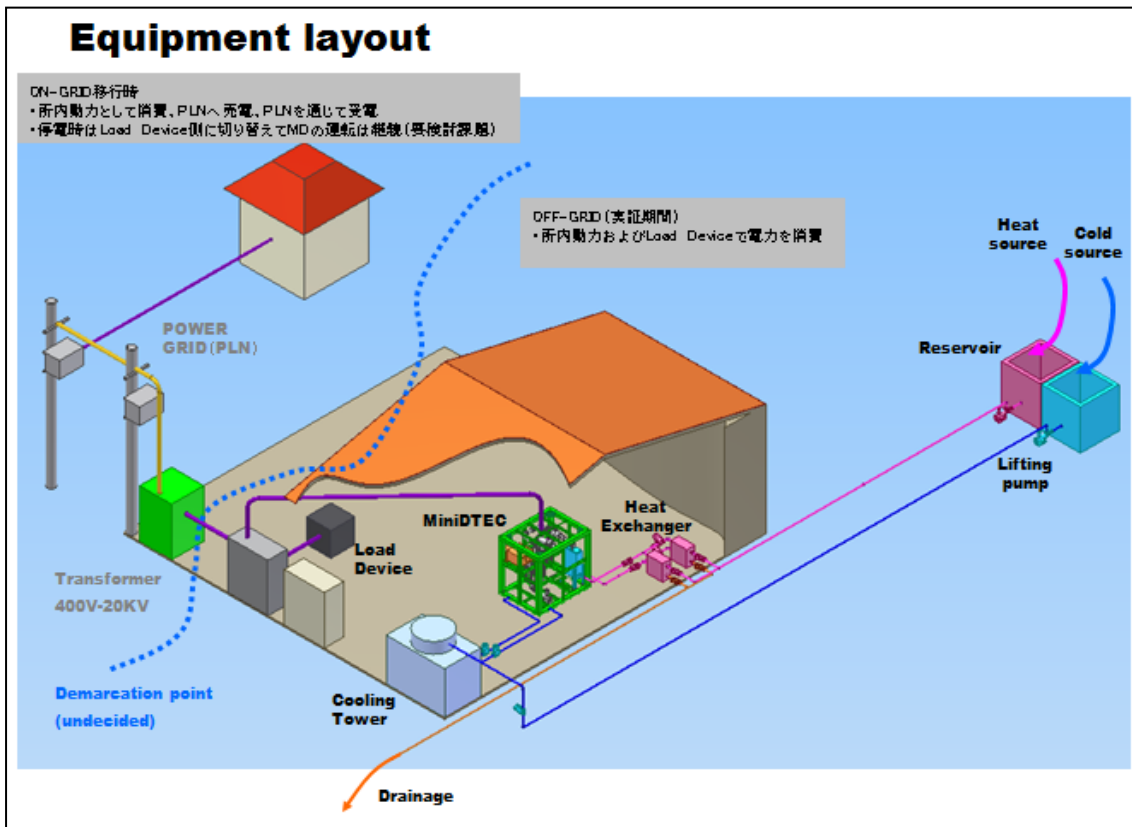 Equipment layout
ON-GRID移行時
・所内動力として消費、PLNへ売電、PLNを通じて受電
・停電時はLoad Device側に切り替えてMDの運転は継続(要検討課題)
OFF-GRID(実証期間)
・所内動力およびLoad Deviceで電力を消費
Heat
source
Cold
source
POWER
GRID(PLN)
Reservoir
Lifting
pump
Heat
Exchanger
MiniDTEC
Load
Device
Transformer
400V-20KV
Demarcation point
(undecided)
Cooling
Tower
Drainage